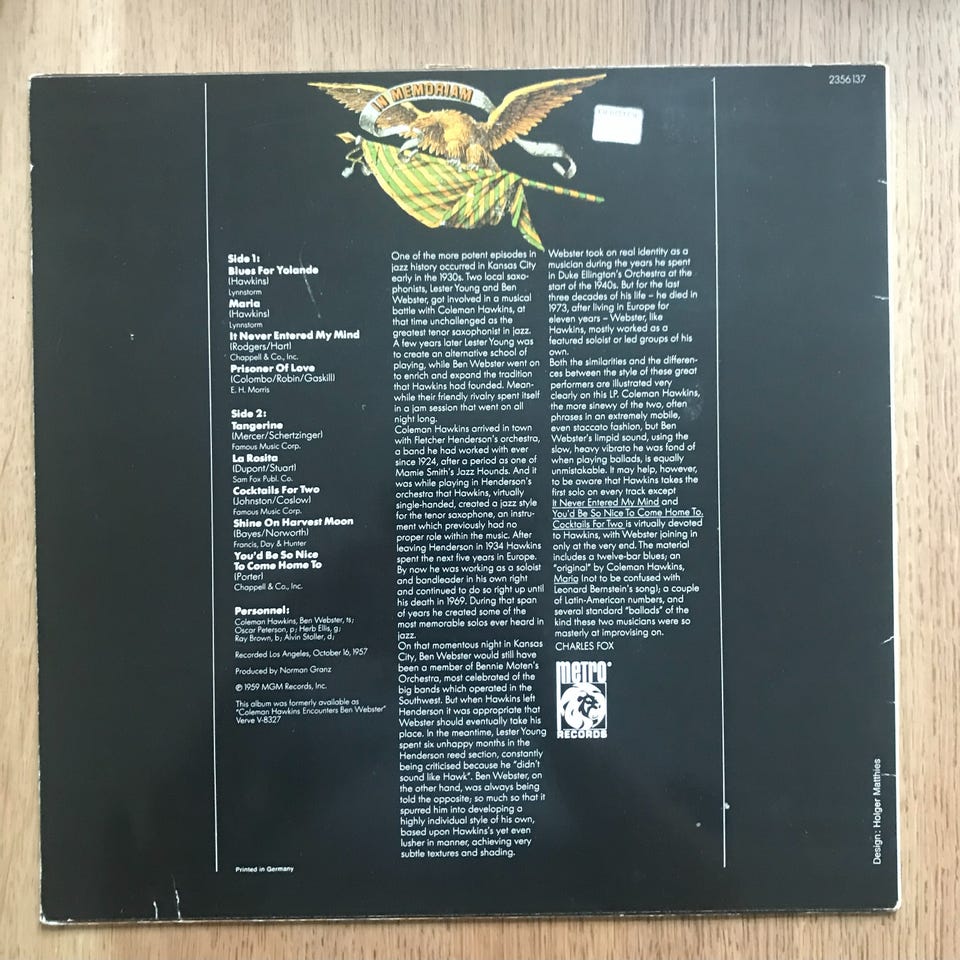 IN MEMORIAM
2356 137
Side 1:
Blues For Yolande
(Hawkins)
Lynnstorm
Maria
(Hawkins)
Lynnstorm
It Never Entered My Mind
(Rodgers/Hart)
Chappell & Co., Inc.
Prisoner Of Love
(Colombo/Robin/Gaskill)
E. H. Morris
Side 2:
Tangerine
(Mercer/Schertzinger)
Famous Music Corp.
La Rosita
(Dupont/Stuart)
Sam Fox Publ. Co.
Cocktails For Two
(Johnston/Coslow)
Famous Music Corp.
Shine On Harvest Moon
(Bayes/Norworth)
Francis, Day & Hunter
You'd Be So Nice
To Come Home To
(Porter)
Chappell & Co., Inc.
Personnel:
Coleman Hawkins, Ben Webster, ts;
Oscar Peterson, p; Herb Ellis, g;
Ray Brown, b; Alvin Stoller, d;
Recorded Los Angeles, October 16, 1957
Produced by Norman Granz
℗ 1959 MGM Records, Inc.
This album was formerly available as
"Coleman Hawkins Encounters Ben Webster"
Verve V-8327
Printed in Germany
One of the more potent episodes in
jazz history occurred in Kansas City
early in the 1930s. Two local saxo-
phonists, Lester Young and Ben
Webster, got involved in a musical
battle with Coleman Hawkins, at
that time unchallenged as the
greatest tenor saxophonist in jazz.
A few years later Lester Young was
to create an alternative school of
playing, while Ben Webster went on
to enrich and expand the tradition
that Hawkins had founded. Mean-
while their friendly rivalry spent itself
in a jam session that went on all
night long.
Coleman Hawkins arrived in town
with Fletcher Henderson's orchestra,
a band he had worked with ever
since 1924, after a period as one of
Mamie Smith's Jazz Hounds. And it
was while playing in Henderson's
orchestra that Hawkins, virtually
single-handed, created a jazz style
for the tenor saxophone, an instru-
ment which previously had no
proper role within the music. After
leaving Henderson in 1934 Hawkins
spent the next five years in Europe.
By now he was working as a soloist
and bandleader in his own right
and continued to do so right up until
his death in 1969. During that span
of years he created some of the
most memorable solos ever heard in
jazz.
On that momentous night in Kansas
City, Ben Webster would still have
been a member of Bennie Moten's
Orchestra, most celebrated of the
big bands which operated in the
Southwest. But when Hawkins left
Henderson it was appropriate that
Webster should eventually take his
place. In the meantime, Lester Young
spent six unhappy months in the
Henderson reed section, constantly
being criticised because he "didn't
sound like Hawk". Ben Webster, on
the other hand, was always being
told the opposite; so much so that it
spurred him into developing a
highly individual style of his own,
based upon Hawkins's yet even
lusher in manner, achieving very
subtle textures and shading.
Webster took on real identity as a
musician during the years he spent
in Duke Ellington's Orchestra at the
start of the 1940s. But for the last
three decades of his life – he died in
1973, after living in Europe for
eleven years – Webster, like
Hawkins, mostly worked as a
featured soloist or led groups of his
own.
Both the similarities and the differen-
ces between the style of these great
performers are illustrated very
clearly on this LP. Coleman Hawkins,
the more sinewy of the two, often
phrases in an extremely mobile,
even staccato fashion, but Ben
Webster's limpid sound, using the
slow, heavy vibrato he was fond of
when playing ballads, is equally
unmistakable. It may help, however,
to be aware that Hawkins takes the
first solo on every track except
It Never Entered My Mind and
You'd Be So Nice To Come Home To.
Cocktails For Two is virtually devoted
to Hawkins, with Webster joining in
only at the very end. The material
includes a twelve-bar blues; an
"original" by Coleman Hawkins,
Maria (not to be confused with
Leonard Bernstein's song); a couple
of Latin-American numbers, and
several standard "ballads" of the
kind these two musicians were so
masterly at improvising on.
CHARLES FOX
metro
RECORDS
Design: Holger Matthies